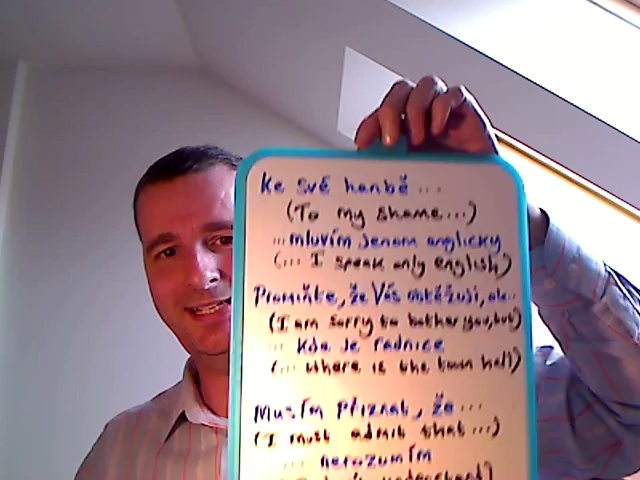 Ke své hanbě ...
(To my shame...)
...mluvím jenom anglicky
(... I speak only english)
Promiňte, že Vás obtěžuji, ale..
(I am sorry to bother you, but)
... kde je radnice
(... where is the town hall)
Musím přiznat, že ...
(I must admit that ...)
... nerozumím
understand)